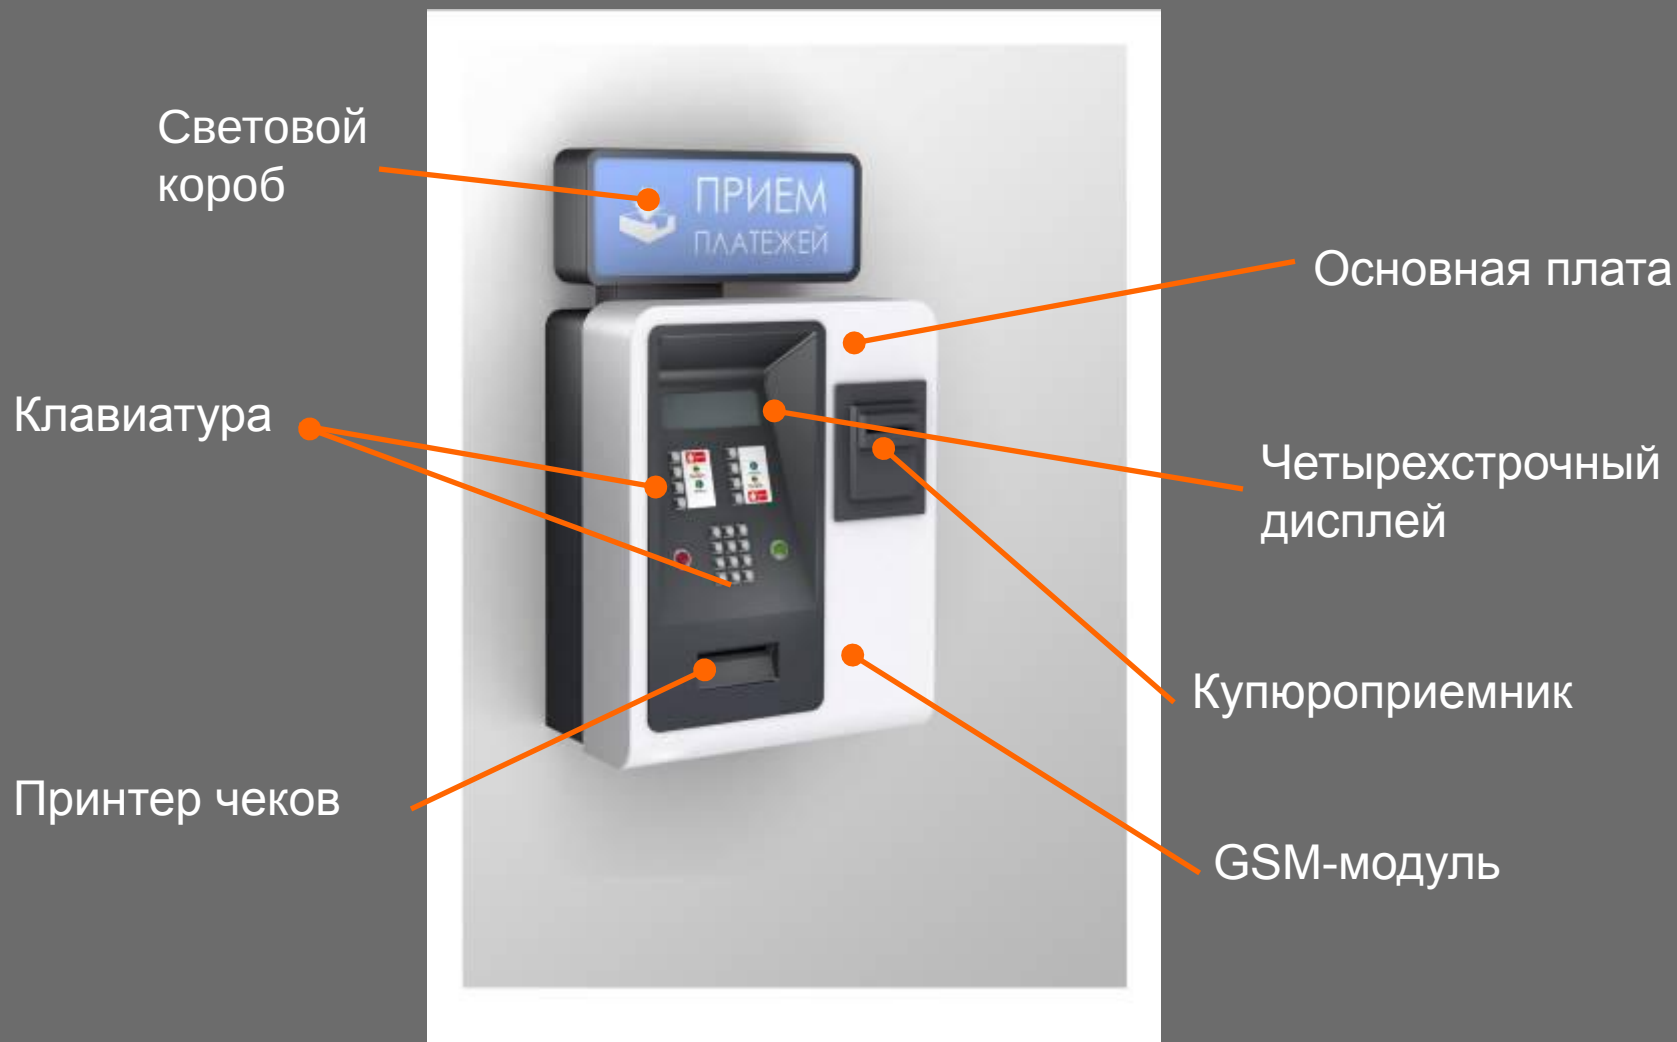 Световой
короб
ПРИЕМ
ПЛАТЕЖЕЙ
Основная плата
Клавиатура
Четырехстрочный
дисплей
Купюроприемник
Принтер чеков
GSM-модуль